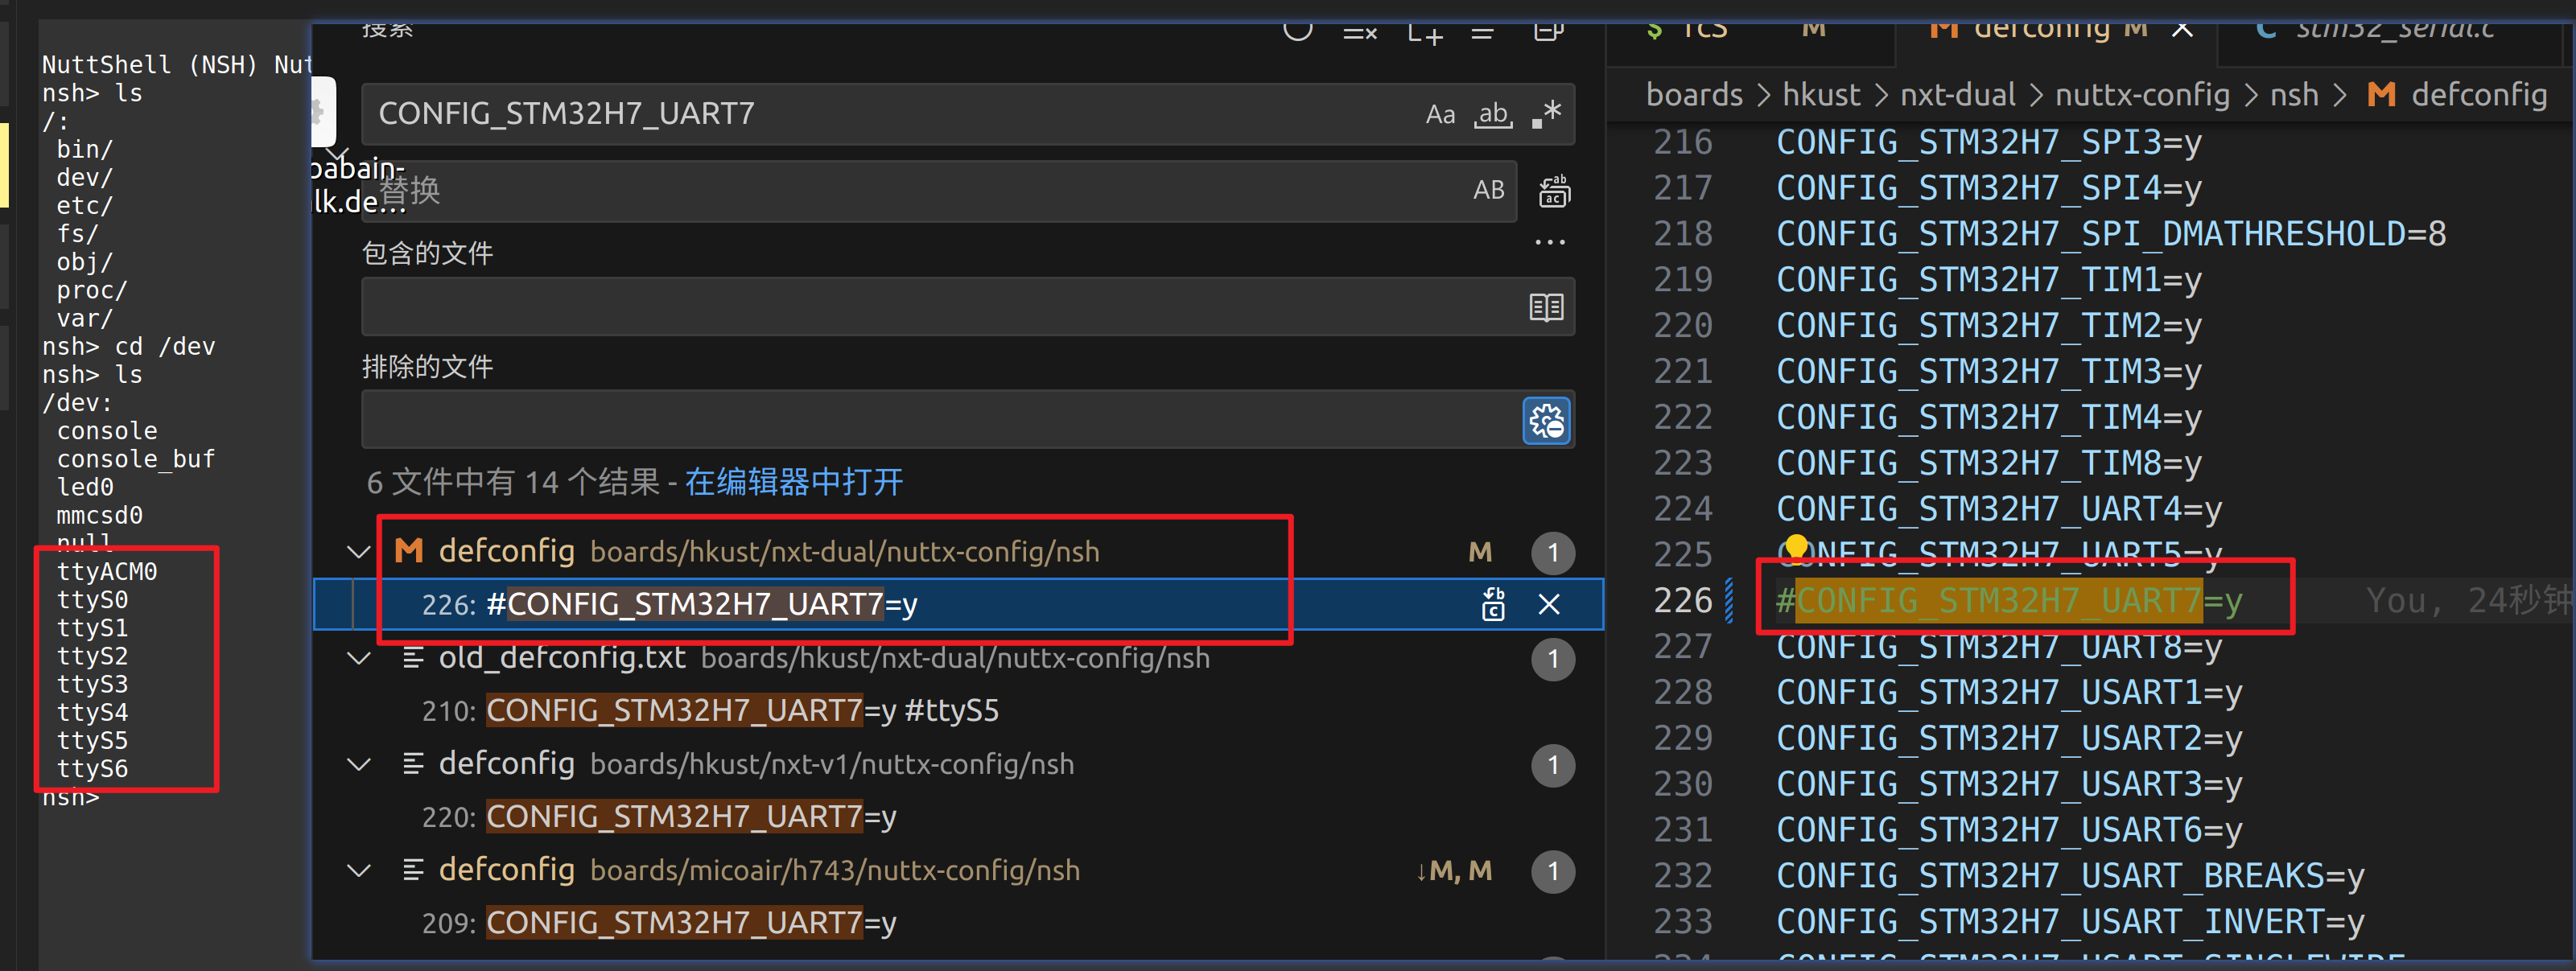 NuttShell (NSH) Nut
nsh> ls
/:
bin/
dev/
etc/
fs/
obj/
proc/
var/
nsh> cd /dev
nsh> ls
/dev:
console
console_buf
led0
mmcsd0
null
ttyACM0
ttyS0
ttyS1
ttyS2
ttyS3
ttyS4
ttyS5
ttyS6
nsh>
搜索
CONFIG_STM32H7_UART7
Aa ab
babain-
lk.de...
替换
AB
包含的文件
排除的文件
6 文件中有 14 个结果 - 在编辑器中打开
defconfig boards/hkust/nxt-dual/nuttx-config/nsh M 1
226: #CONFIG_STM32H7_UART7=y
old_defconfig.txt boards/hkust/nxt-dual/nuttx-config/nsh 1
210: CONFIG_STM32H7_UART7=y #ttyS5
defconfig boards/hkust/nxt-v1/nuttx-config/nsh 1
220: CONFIG_STM32H7_UART7=y
defconfig boards/micoair/h743/nuttx-config/nsh ↓M, M 1
209: CONFIG_STM32H7_UART7=y
$ rcS M
defconfig M
C stm32_serial.c
boards > hkust > nxt-dual > nuttx-config > nsh > M defconfig
216 CONFIG_STM32H7_SPI3=y
217 CONFIG_STM32H7_SPI4=y
218 CONFIG_STM32H7_SPI_DMATHRESHOLD=8
219 CONFIG_STM32H7_TIM1=y
220 CONFIG_STM32H7_TIM2=y
221 CONFIG_STM32H7_TIM3=y
222 CONFIG_STM32H7_TIM4=y
223 CONFIG_STM32H7_TIM8=y
224 CONFIG_STM32H7_UART4=y
225 CONFIG_STM32H7_UART5=y
226 #CONFIG_STM32H7_UART7=y You, 24秒钟
227 CONFIG_STM32H7_UART8=y
228 CONFIG_STM32H7_USART1=y
229 CONFIG_STM32H7_USART2=y
230 CONFIG_STM32H7_USART3=y
231 CONFIG_STM32H7_USART6=y
232 CONFIG_STM32H7_USART_BREAKS=y
233 CONFIG_STM32H7_USART_INVERT=y
234 CONFIG_STM32H7_USART_SINGLEWIRE